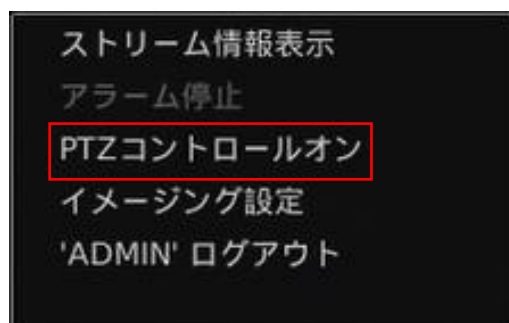 ストリーム情報表示
アラーム停止
PTZコントロールオン
イメージング設定
'ADMIN' ログアウト